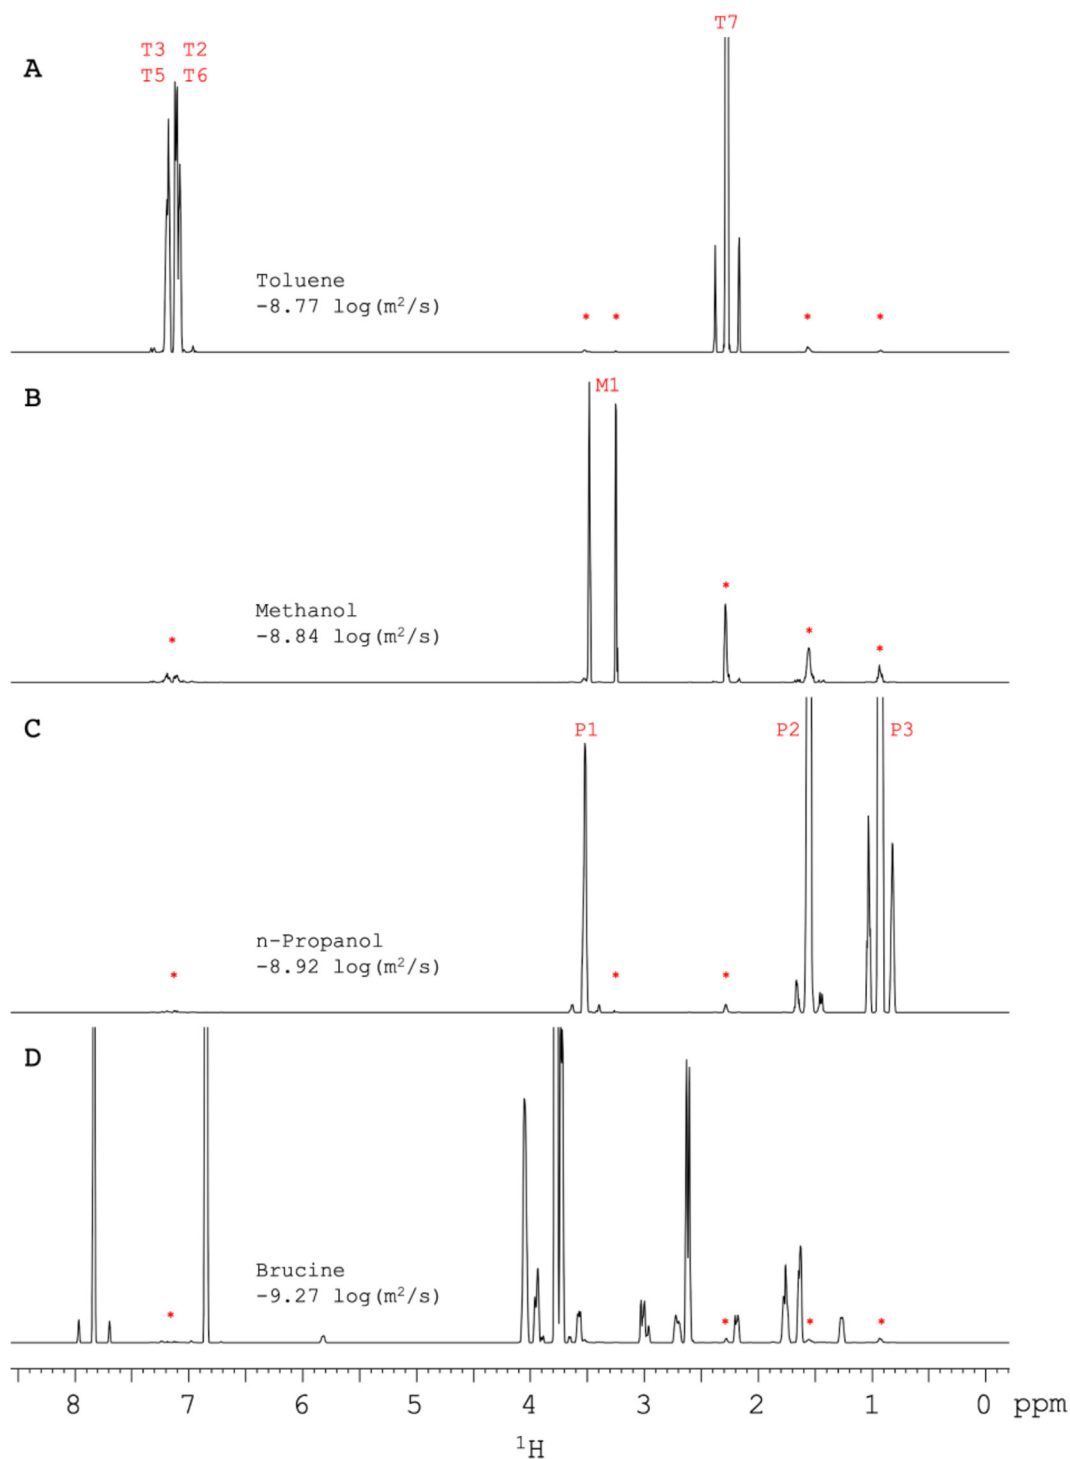 T7
T3 T2
A
T5 T6
Toluene
-8.77 log(m²/s)
* * * *
B
M1
*
Methanol
-8.84 log(m²/s)
* * *
C
P1 P2 P3
n-Propanol
-8.92 log(m²/s)
* * *
D
Brucine
-9.27 log(m²/s)
* * * *
8 7 6 5 4 3 2 1 0 ppm
¹H